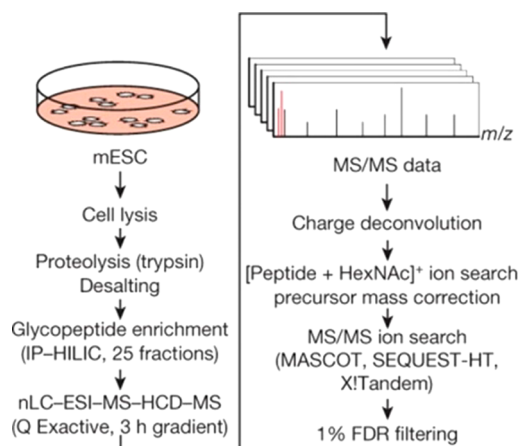 mESC
Cell lysis
Proteolysis (trypsin)
Desalting
Glycopeptide enrichment
(IP–HILIC, 25 fractions)
nLC–ESI–MS–HCD–MS
(Q Exactive, 3 h gradient)
m/z
MS/MS data
Charge deconvolution
[Peptide + HexNAc]+ ion search
precursor mass correction
MS/MS ion search
(MASCOT, SEQUEST-HT,
X!Tandem)
1% FDR filtering